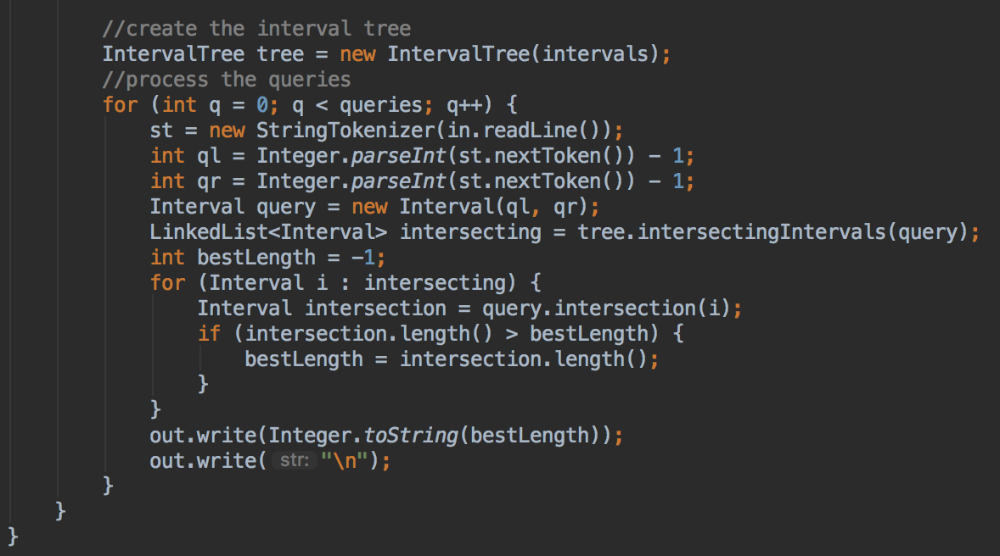 //create the interval tree
IntervalTree tree = new IntervalTree(intervals);
//process the queries
for (int q = 0; q < queries; q++) {
st = new StringTokenizer(in.readLine());
int ql = Integer.parseInt(st.nextToken()) - 1;
int qr = Integer.parseInt(st.nextToken()) - 1;
Interval query = new Interval(ql, qr);
LinkedList<Interval> intersecting = tree.intersectingIntervals(query);
int bestLength = -1;
for (Interval i : intersecting) {
Interval intersection = query.intersection(i);
if (intersection.length() > bestLength) {
bestLength = intersection.length();
}
}
out.write(Integer.toString(bestLength));
out.write( str: "\n");
}
}
}